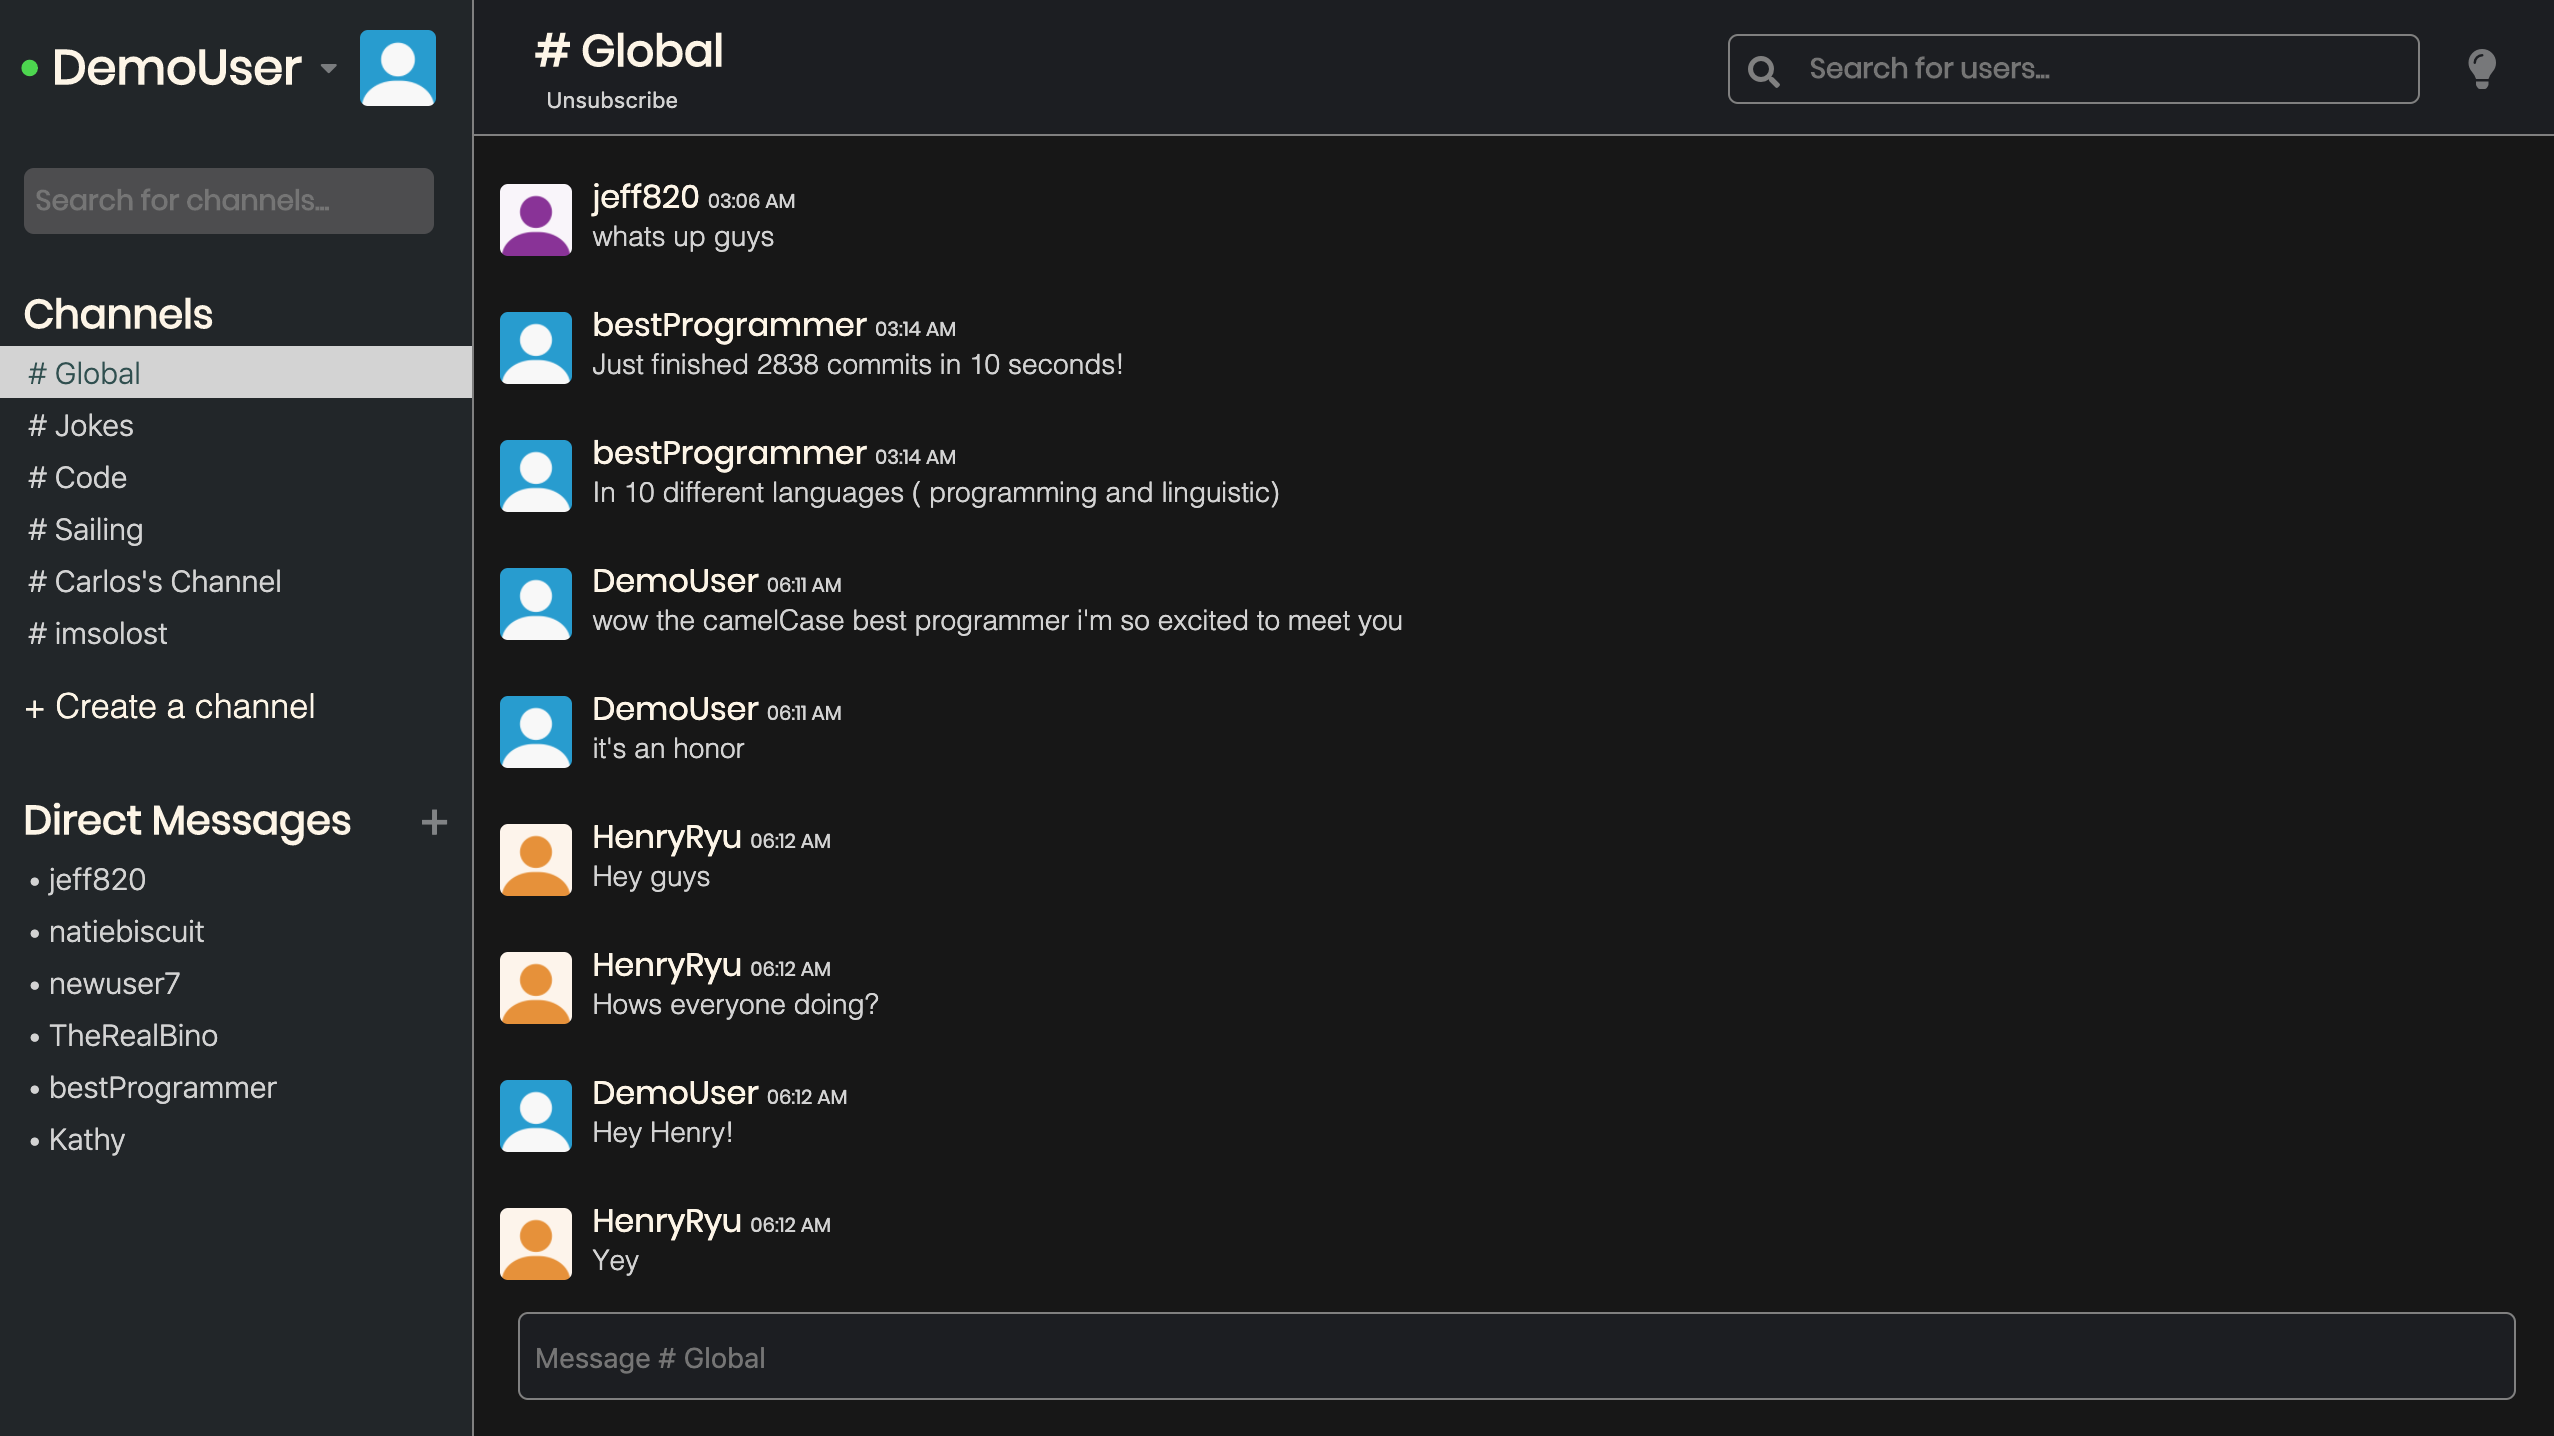 DemoUser
Search for channels...
Channels
# Global
# Jokes
# Code
# Sailing
# Carlos's Channel
# imsolost
+ Create a channel
Direct Messages +
• jeff820
• natiebiscuit
• newuser7
• TheRealBino
• bestProgrammer
• Kathy
# Global
Unsubscribe
Search for users...
jeff820 03:06 AM
whats up guys
bestProgrammer 03:14 AM
Just finished 2838 commits in 10 seconds!
bestProgrammer 03:14 AM
In 10 different languages ( programming and linguistic)
DemoUser 06:11 AM
wow the camelCase best programmer i'm so excited to meet you
DemoUser 06:11 AM
it's an honor
HenryRyu 06:12 AM
Hey guys
HenryRyu 06:12 AM
Hows everyone doing?
DemoUser 06:12 AM
Hey Henry!
HenryRyu 06:12 AM
Yey
Message # Global